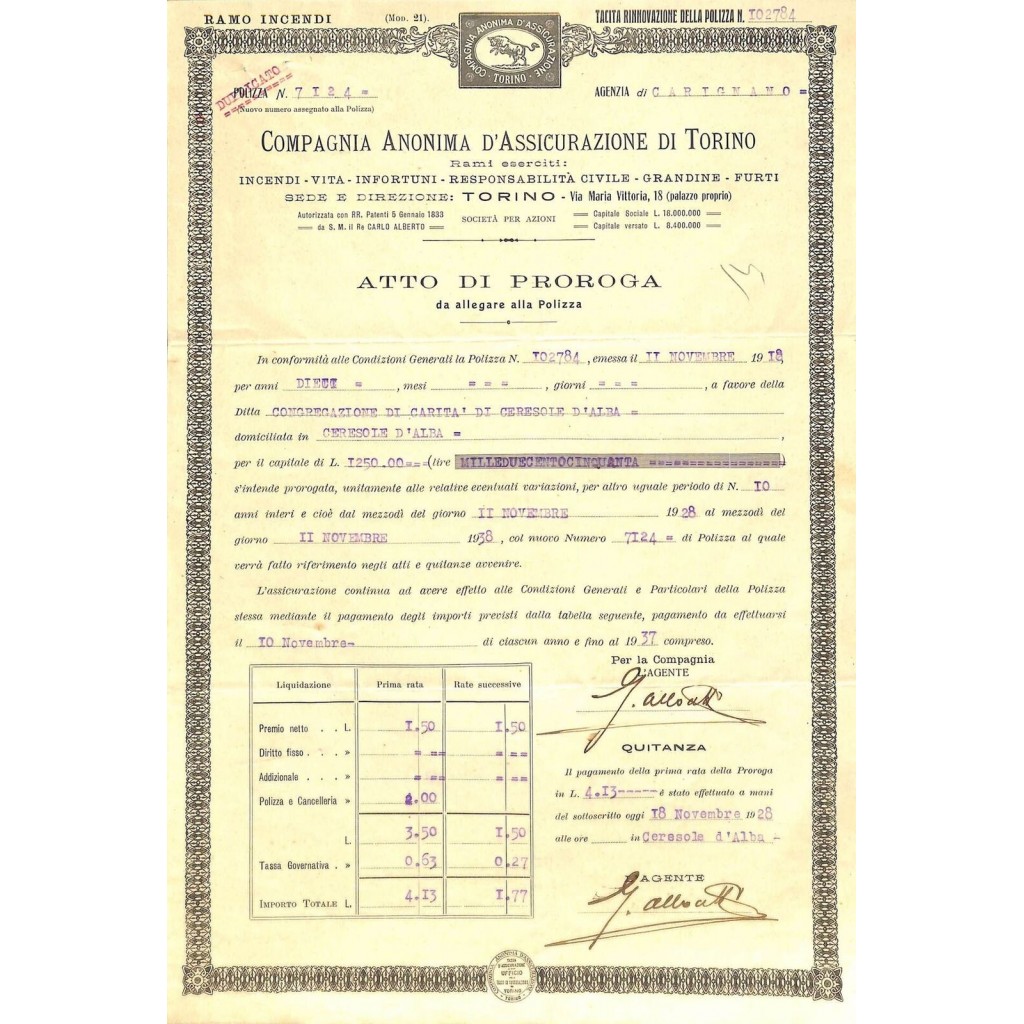 RAMO INCENDI (Mod. 21). TACITA RINNOVAZIONE DELLA POLIZZA N. 102784
COMPAGNIA ANONIMA D'ASSICURAZIONE
· TORINO ·
DUPLICATO
POLIZZA N. 7124 = AGENZIA di CARIGNANO =
(Nuovo numero assegnato alla Polizza)
COMPAGNIA ANONIMA D'ASSICURAZIONE DI TORINO
Rami eserciti:
INCENDI - VITA - INFORTUNI - RESPONSABILITÀ CIVILE - GRANDINE - FURTI
SEDE E DIREZIONE: TORINO - Via Maria Vittoria, 18 (palazzo proprio)
Autorizzata con RR. Patenti 5 Gennaio 1833
da S. M. il Re CARLO ALBERTO
SOCIETÀ PER AZIONI
Capitale Sociale L. 16.000.000
Capitale versato L. 8.400.000
ATTO DI PROROGA
da allegare alla Polizza
In conformità alle Condizioni Generali la Polizza N. 102784, emessa il II NOVEMBRE 1918,
per anni DIECI = , mesi = = = , giorni = = = , a favore della
Ditta CONGREGAZIONE DI CARITA' DI CERESOLE D'ALBA =
domiciliata in CERESOLE D'ALBA = ,
per il capitale di L. 1250.00=== (lire MILLEDUECENTOCINQUANTA ==================)
s'intende prorogata, unitamente alle relative eventuali variazioni, per altro uguale periodo di N. IO
anni interi e cioè dal mezzodì del giorno II NOVEMBRE 1928 al mezzodì del
giorno II NOVEMBRE 1938, col nuovo Numero 7124 = di Polizza al quale
verrà fatto riferimento negli atti e quitanze avvenire.
L'assicurazione continua ad avere effetto alle Condizioni Generali e Particolari della Polizza
stessa mediante il pagamento degli importi previsti dalla tabella seguente, pagamento da effettuarsi
il IO Novembre- di ciascun anno e fino al 1937 compreso.
Liquidazione Prima rata Rate successive
Premio netto . . L. I.50 I.50
Diritto fisso . . . » = == = ==
Addizionale . . . . » = == = ==
Polizza e Cancelleria » 2.00
L. 3.50 I.50
Tassa Governativa . » 0.63 0.27
IMPORTO TOTALE L. 4.13 I.77
Per la Compagnia
L'AGENTE
QUITANZA
Il pagamento della prima rata della Proroga
in L. 4.13----- é stato effettuato a mani
del sottoscritto oggi 18 Novembre 1928
alle ore in Ceresole d'Alba -
L'AGENTE
UFFICIO
TORINO